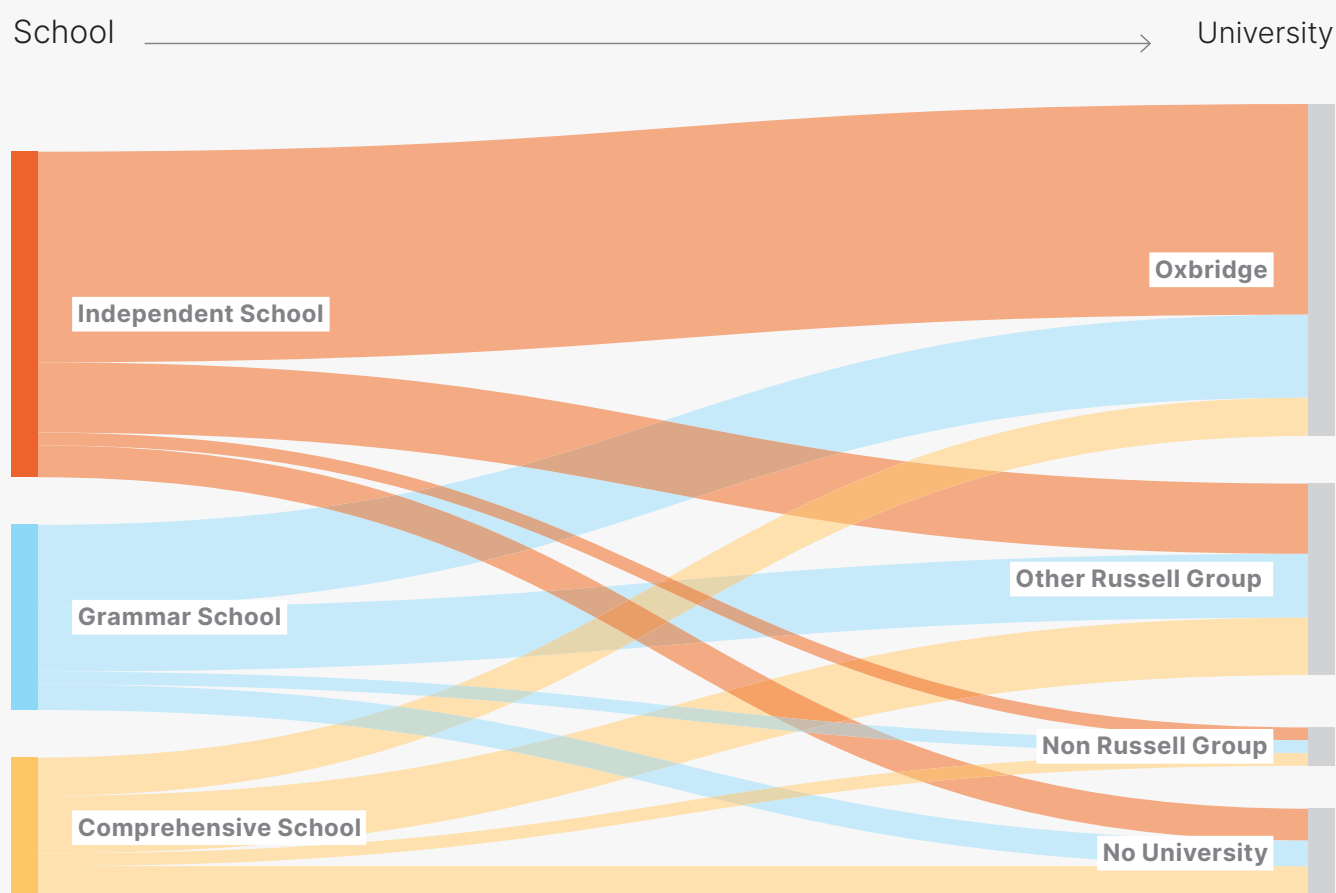 School
University
Oxbridge
Independent School
Other Russell Group
Grammar School
Non Russell Group
Comprehensive School
No University